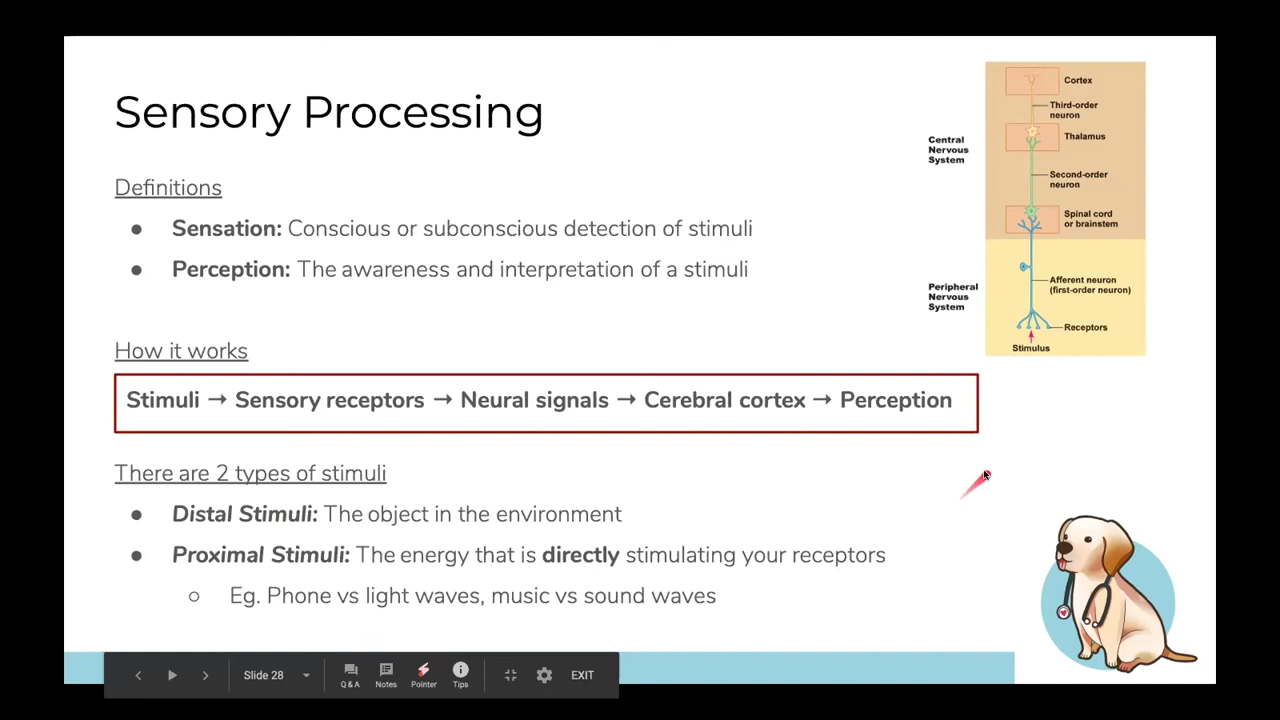 Sensory Processing
Definitions
● Sensation: Conscious or subconscious detection of stimuli
● Perception: The awareness and interpretation of a stimuli
How it works
Stimuli → Sensory receptors → Neural signals → Cerebral cortex → Perception
There are 2 types of stimuli
● Distal Stimuli: The object in the environment
● Proximal Stimuli: The energy that is directly stimulating your receptors
○ Eg. Phone vs light waves, music vs sound waves
Central
Nervous
System
Peripheral
Nervous
System
Cortex
Third-order
neuron
Thalamus
Second-order
neuron
Spinal cord
or brainstem
Afferent neuron
(first-order neuron)
Receptors
Stimulus
Slide 28
Q & A
Notes
Pointer
Tips
EXIT